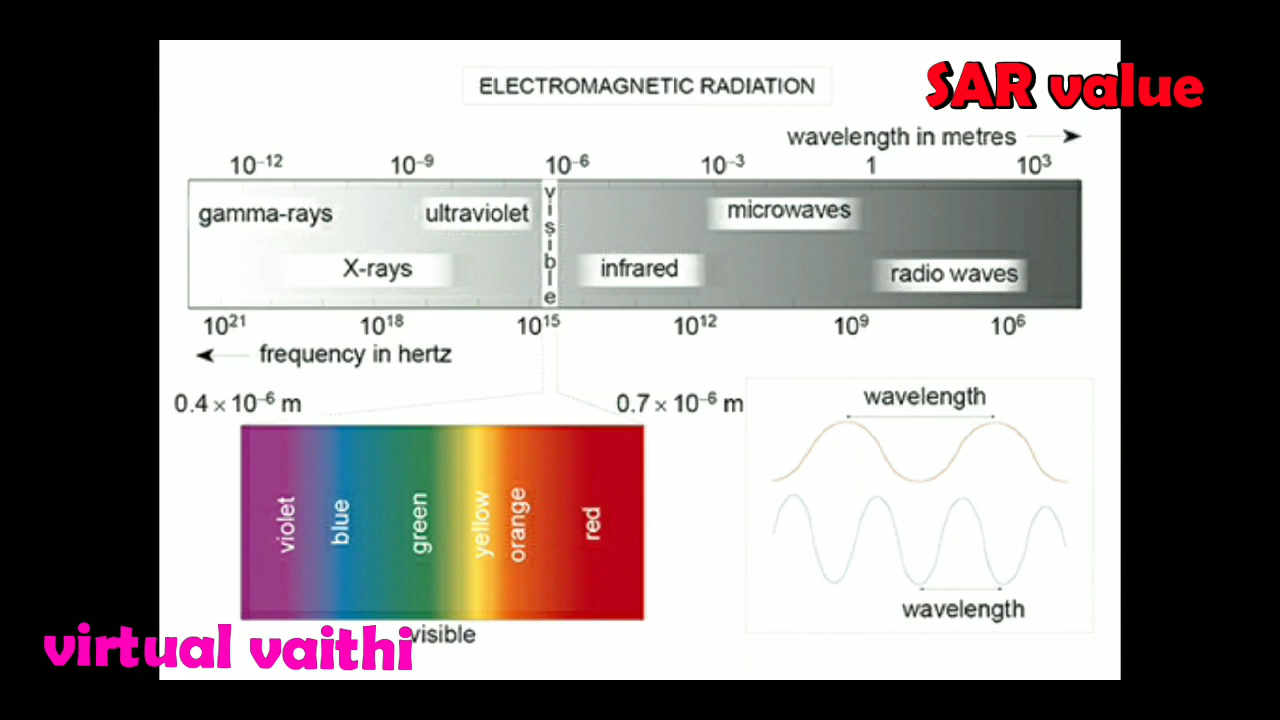 ELECTROMAGNETIC RADIATION
SAR value
wavelength in metres
10⁻¹² 10⁻⁹ 10⁻⁶ 10⁻³ 1 10³
gamma-rays ultraviolet visible microwaves
X-rays infrared radio waves
10²¹ 10¹⁸ 10¹⁵ 10¹² 10⁹ 10⁶
frequency in hertz
0.4 × 10⁻⁶ m 0.7 × 10⁻⁶ m
violet
blue
green
yellow
orange
red
visible
wavelength
wavelength
virtual vaithi